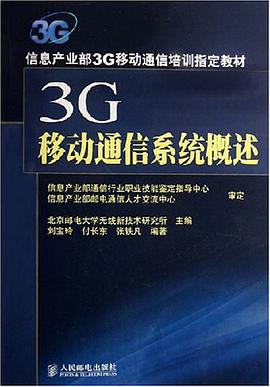 3G
信息产业部3G移动通信培训指定教材
3G
移动通信系统概述
信息产业部通信行业职业技能鉴定指导中心
信息产业部邮电通信人才交流中心 审定
北京邮电大学无线新技术研究所 主编
刘宝玲 付长东 张轶凡 编著
人民邮电出版社
POSTS & TELECOM PRESS